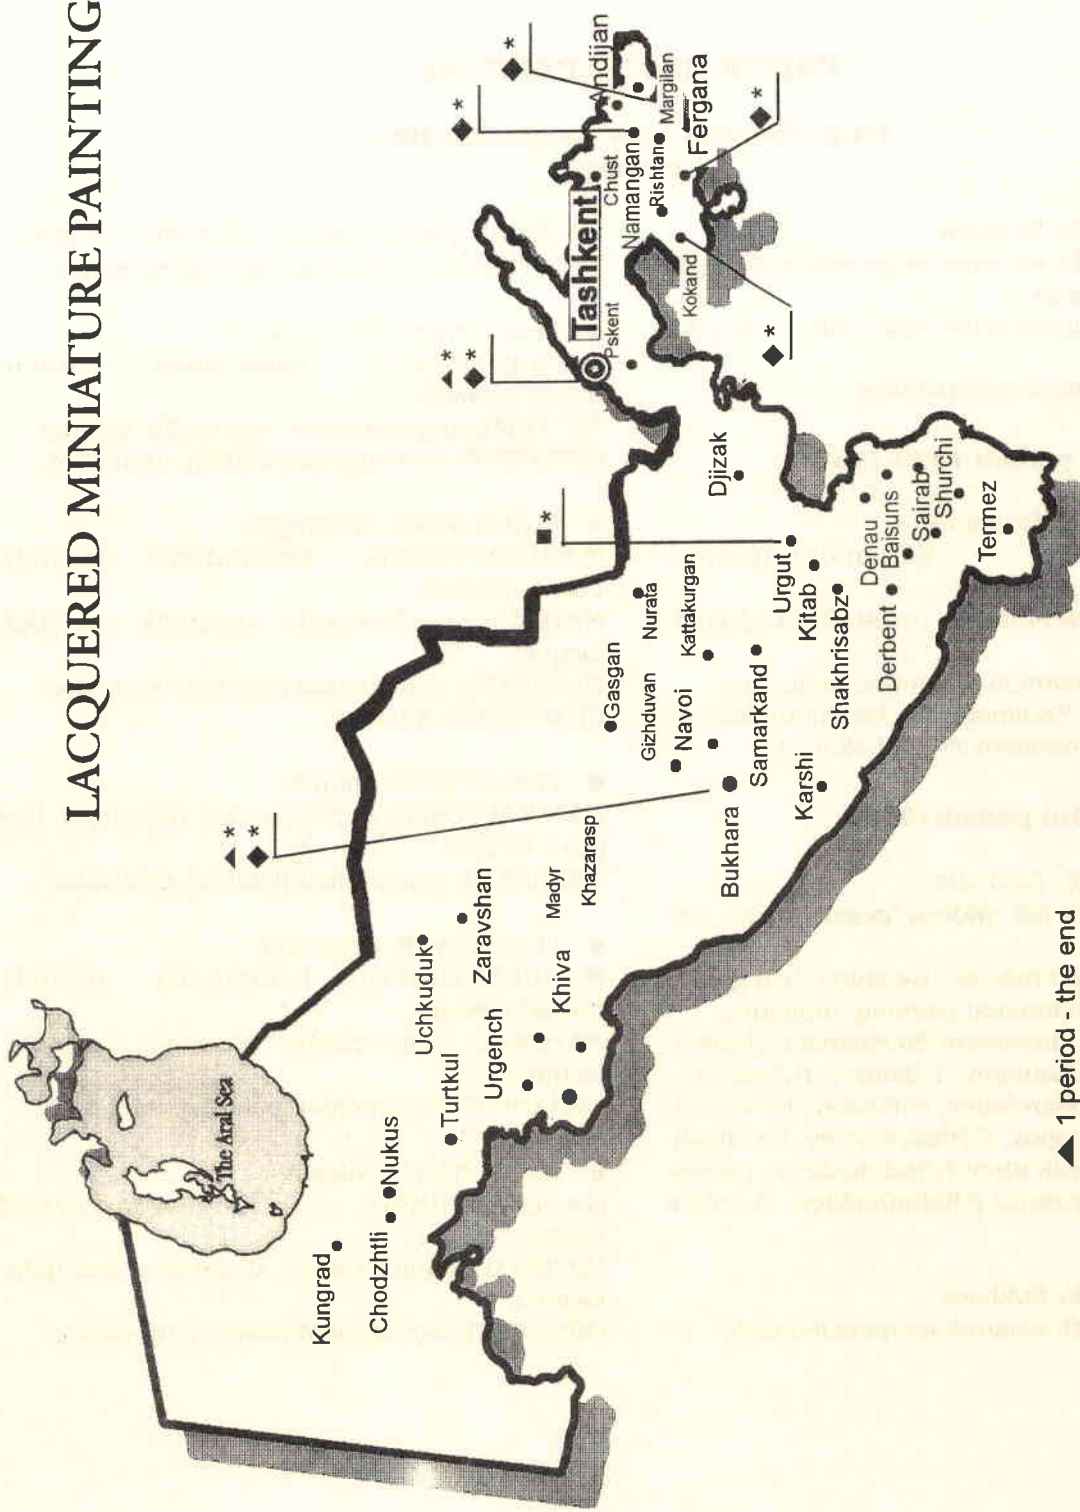 LACQUERED MINIATURE PAINTING
The Aral Sea
Kungrad
Chodzhtli
Nukus
Turtkul
Uchkuduk
Urgench
Zaravshan
Khiva
Madyr
Khazarasp
Gasgan
Gizhduvan
Navoi
Nurata
Kattakurgan
Bukhara
Samarkand
Karshi
Urgut
Kitab
Shakhrisabz
Djizak
Derbent
Denau
Baisuns
Sairab
Shurchi
Termez
Tashkent
Pskent
Kokand
Chust
Namangan
Rishtan
Andijan
Margilan
Fergana
▲ *
◆ *
■ *
▲ *
◆ *
◆ *
◆ *
◆ *
◆ *
▲ 1 period - the end